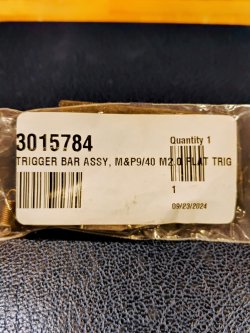 3015784
Quantity 1
TRIGGER BAR ASSY, M&P9/40 M2.0 FLAT TRIG
1
09/23/2024